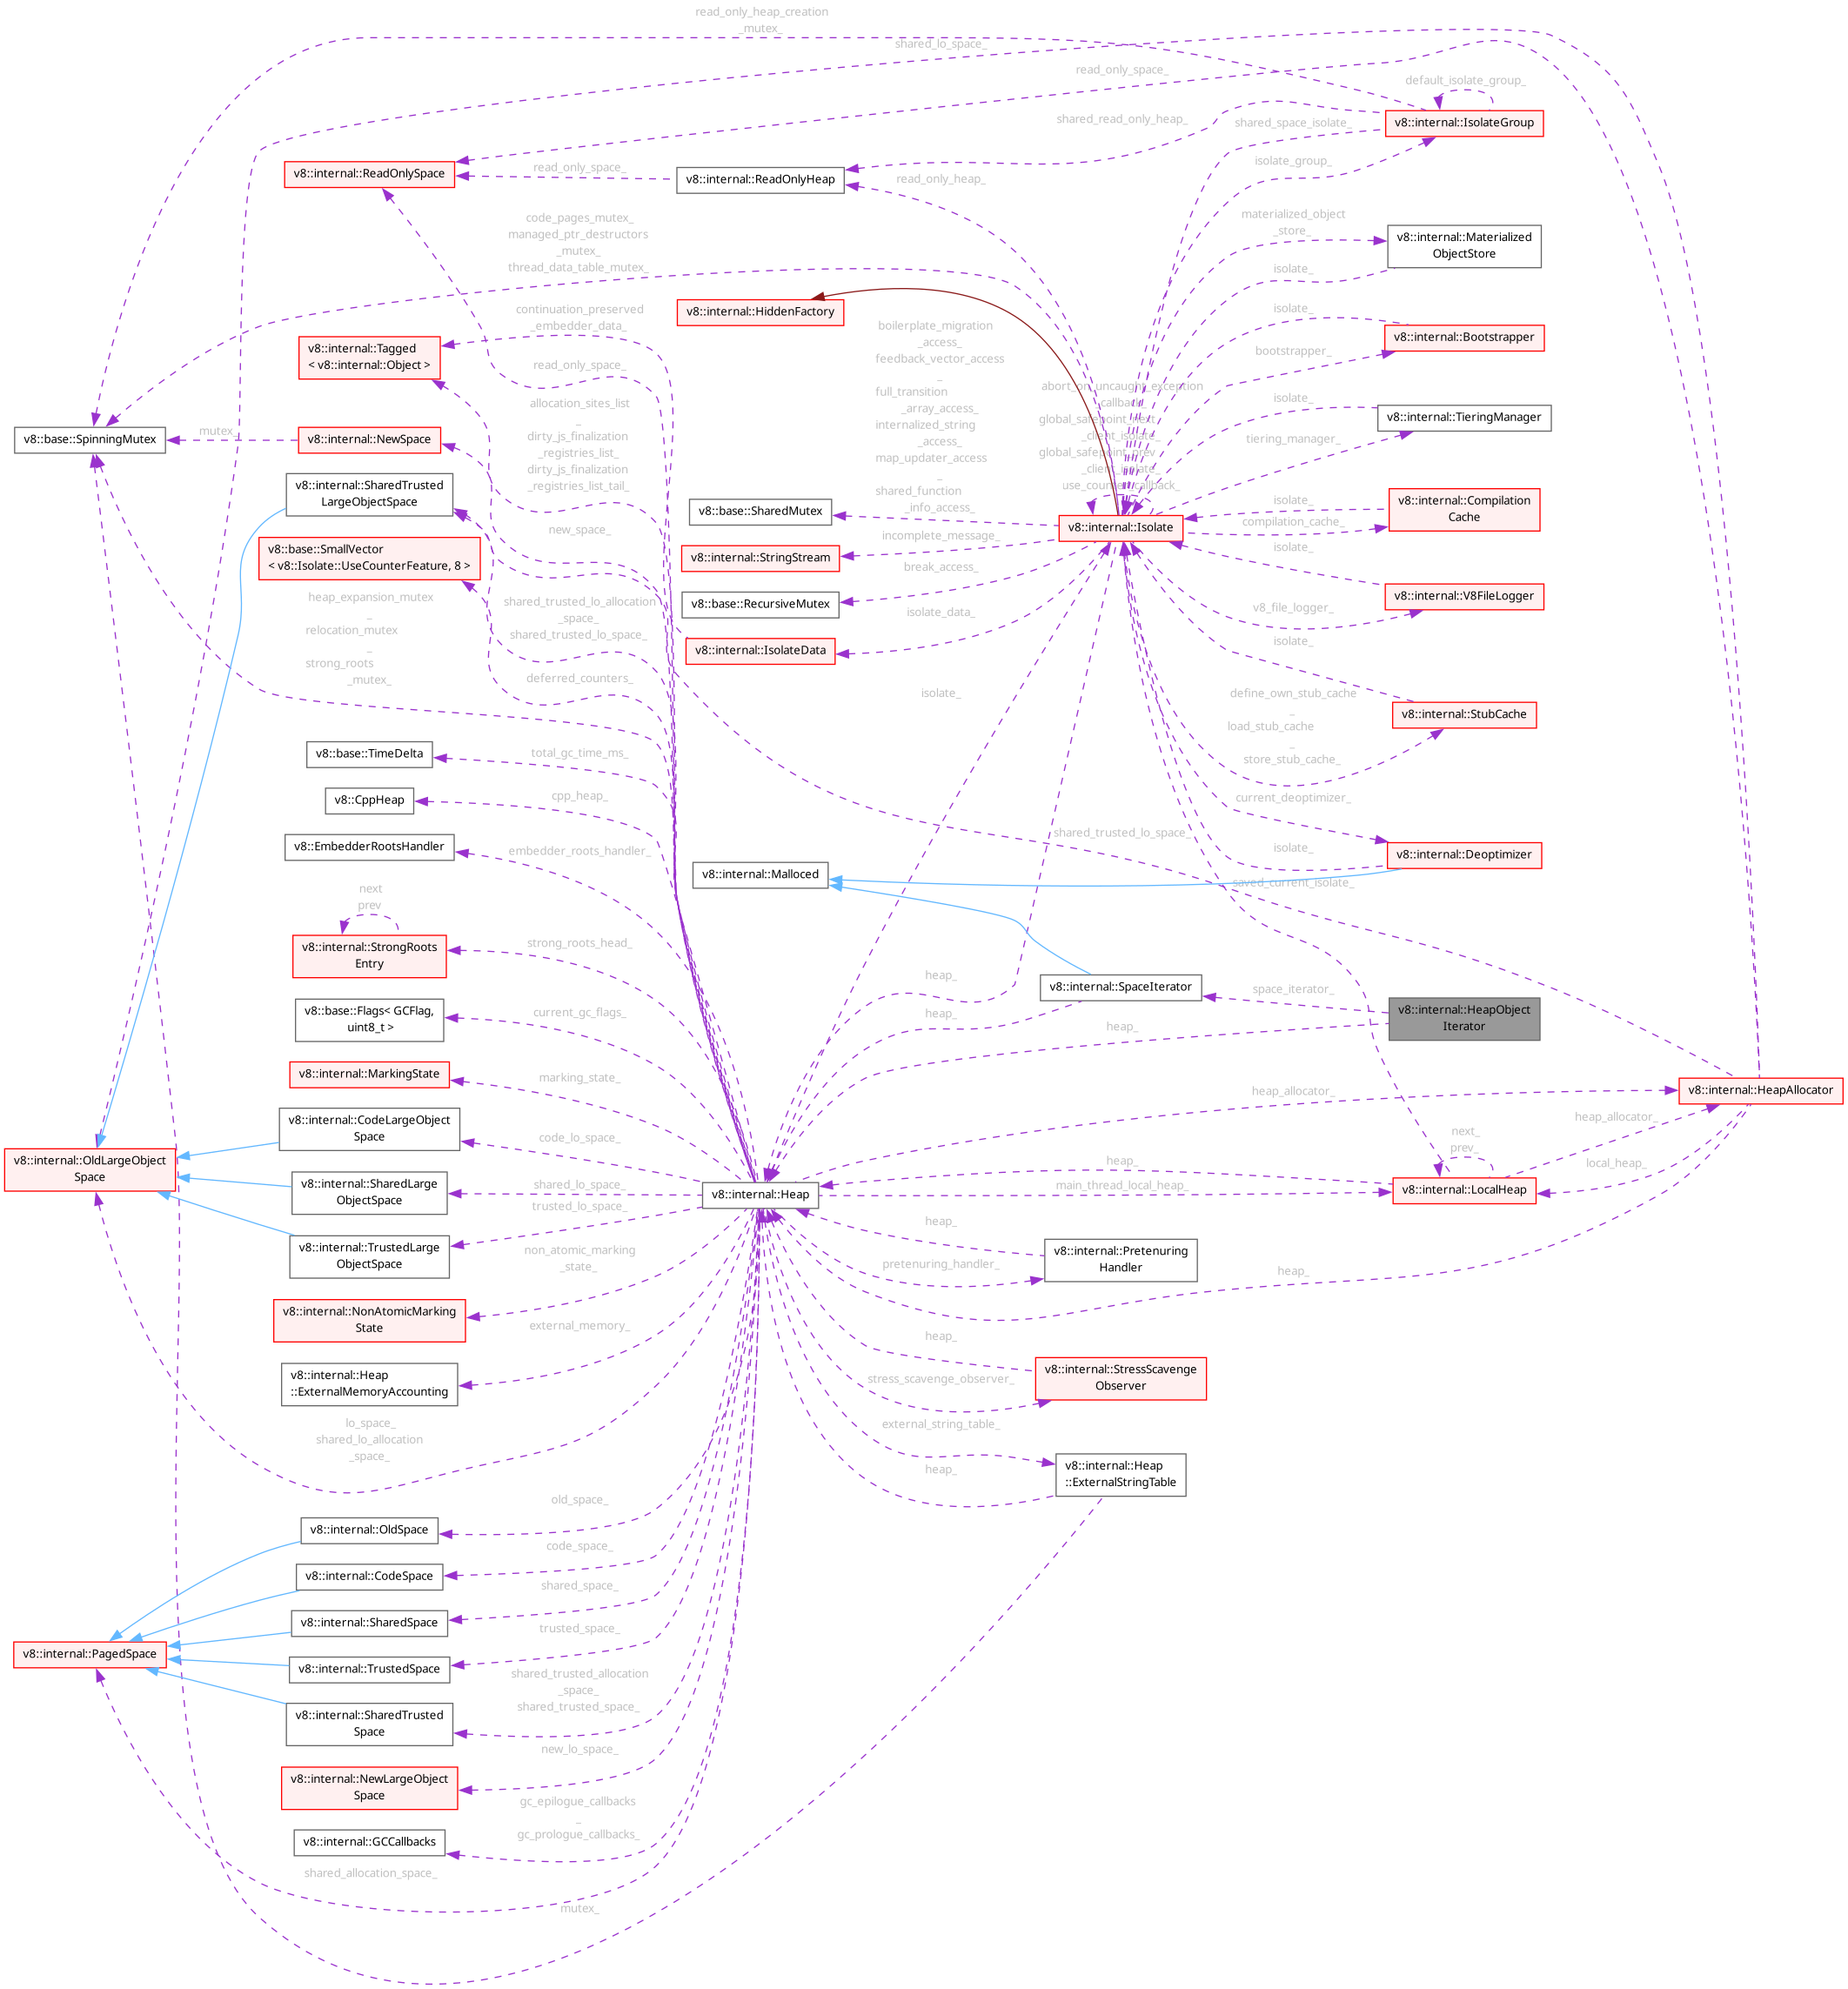 read_only_heap_creation
_mutex_
shared_lo_space_
read_only_space_
default_isolate_group_
v8::internal::IsolateGroup
shared_read_only_heap_
shared_space_isolate_
isolate_group_
v8::internal::ReadOnlySpace
read_only_space_
v8::internal::ReadOnlyHeap
read_only_heap_
code_pages_mutex_
managed_ptr_destructors
_mutex_
thread_data_table_mutex_
materialized_object
_store_
isolate_
v8::internal::Materialized
ObjectStore
v8::internal::HiddenFactory
continuation_preserved
_embedder_data_
v8::internal::Tagged
< v8::internal::Object >
read_only_space_
boilerplate_migration
_access_
feedback_vector_access
_
full_transition
_array_access_
internalized_string
_access_
map_updater_access
_
shared_function
_info_access_
isolate_
bootstrapper_
v8::internal::Bootstrapper
abort_on_uncaught_exception
_callback_
global_safepoint_next
_client_isolate_
global_safepoint_prev
_client_isolate_
use_counter_callback_
isolate_
tiering_manager_
v8::internal::TieringManager
allocation_sites_list
_
dirty_js_finalization
_registries_list_
dirty_js_finalization
_registries_list_tail_
v8::base::SpinningMutex
mutex_
v8::internal::NewSpace
new_space_
v8::internal::SharedTrusted
LargeObjectSpace
v8::base::SharedMutex
v8::internal::Isolate
isolate_
compilation_cache_
v8::internal::Compilation
Cache
v8::base::SmallVector
< v8::Isolate::UseCounterFeature, 8 >
v8::internal::StringStream
incomplete_message_
isolate_
v8::base::RecursiveMutex
break_access_
v8_file_logger_
v8::internal::V8FileLogger
heap_expansion_mutex
_
relocation_mutex
_
strong_roots
_mutex_
shared_trusted_lo_allocation
_space_
shared_trusted_lo_space_
deferred_counters_
v8::internal::IsolateData
isolate_data_
isolate_
isolate_
define_own_stub_cache
_
load_stub_cache
_
store_stub_cache_
v8::internal::StubCache
v8::base::TimeDelta
total_gc_time_ms_
v8::CppHeap
cpp_heap_
current_deoptimizer_
v8::EmbedderRootsHandler
embedder_roots_handler_
shared_trusted_lo_space_
isolate_
v8::internal::Deoptimizer
v8::internal::Malloced
saved_current_isolate_
next
prev
v8::internal::StrongRoots
Entry
strong_roots_head_
heap_
v8::internal::SpaceIterator
space_iterator_
v8::internal::HeapObject
Iterator
v8::base::Flags< GCFlag,
uint8_t >
current_gc_flags_
heap_
heap_
v8::internal::MarkingState
marking_state_
heap_allocator_
v8::internal::HeapAllocator
v8::internal::CodeLargeObject
Space
code_lo_space_
heap_allocator_
next_
prev_
v8::internal::OldLargeObject
Space
v8::internal::SharedLarge
ObjectSpace
shared_lo_space_
v8::internal::Heap
heap_
main_thread_local_heap_
v8::internal::LocalHeap
local_heap_
trusted_lo_space_
v8::internal::TrustedLarge
ObjectSpace
heap_
pretenuring_handler_
v8::internal::Pretenuring
Handler
heap_
non_atomic_marking
_state_
v8::internal::NonAtomicMarking
State
external_memory_
v8::internal::Heap
::ExternalMemoryAccounting
heap_
stress_scavenge_observer_
v8::internal::StressScavenge
Observer
lo_space_
shared_lo_allocation
_space_
external_string_table_
heap_
v8::internal::Heap
::ExternalStringTable
v8::internal::OldSpace
old_space_
v8::internal::CodeSpace
code_space_
v8::internal::SharedSpace
shared_space_
v8::internal::PagedSpace
v8::internal::TrustedSpace
trusted_space_
v8::internal::SharedTrusted
Space
shared_trusted_allocation
_space_
shared_trusted_space_
v8::internal::NewLargeObject
Space
new_lo_space_
v8::internal::GCCallbacks
gc_epilogue_callbacks
_
gc_prologue_callbacks_
shared_allocation_space_
mutex_